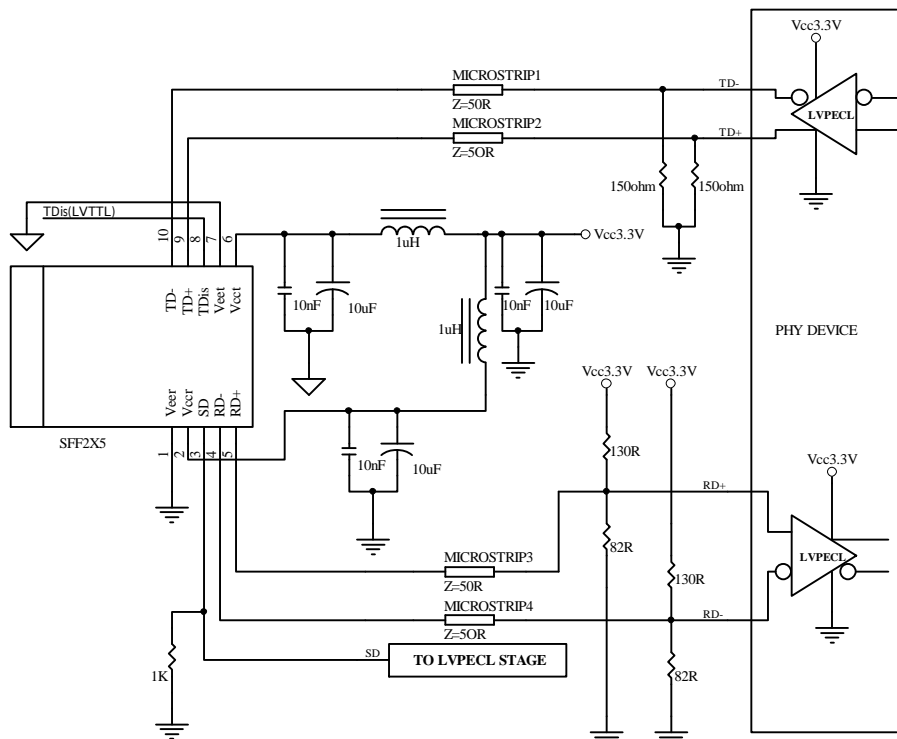 Vcc3.3V
MICROSTRIP1
TD-
Z=50R
LVPECL
MICROSTRIP2
TD+
Z=5OR
150ohm
150ohm
TDis(LVTTL)
10
9
8
7
6
1uH
Vcc3.3V
TD-
TD+
TDis
Veet
Vcct
10nF
10uF
10nF
10uF
1uH
PHY DEVICE
Vcc3.3V
Vcc3.3V
Veer
Vccr
SD
RD-
RD+
SFF2X5
1
2
3
4
5
10nF
10uF
130R
Vcc3.3V
RD+
82R
LVPECL
MICROSTRIP3
Z=50R
130R
MICROSTRIP4
RD-
Z=5OR
SD
TO LVPECL STAGE
82R
1K